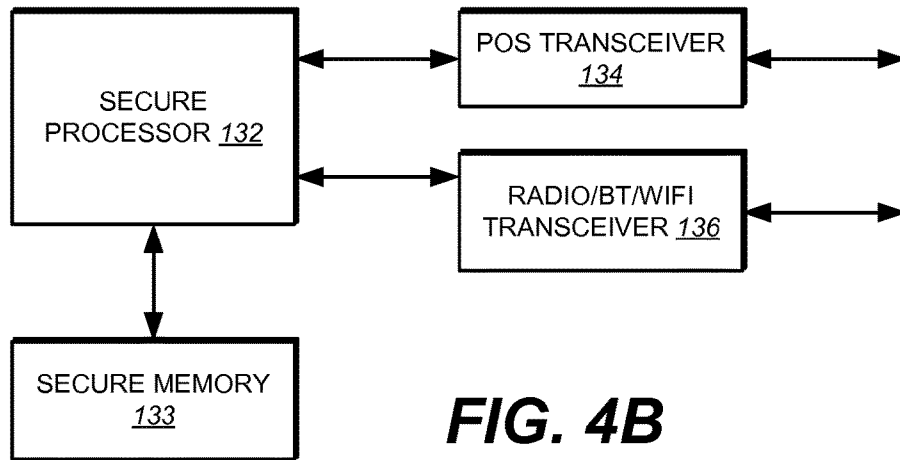 SECURE
PROCESSOR 132
POS TRANSCEIVER
134
RADIO/BT/WIFI
TRANSCEIVER 136
SECURE MEMORY
133
FIG. 4B